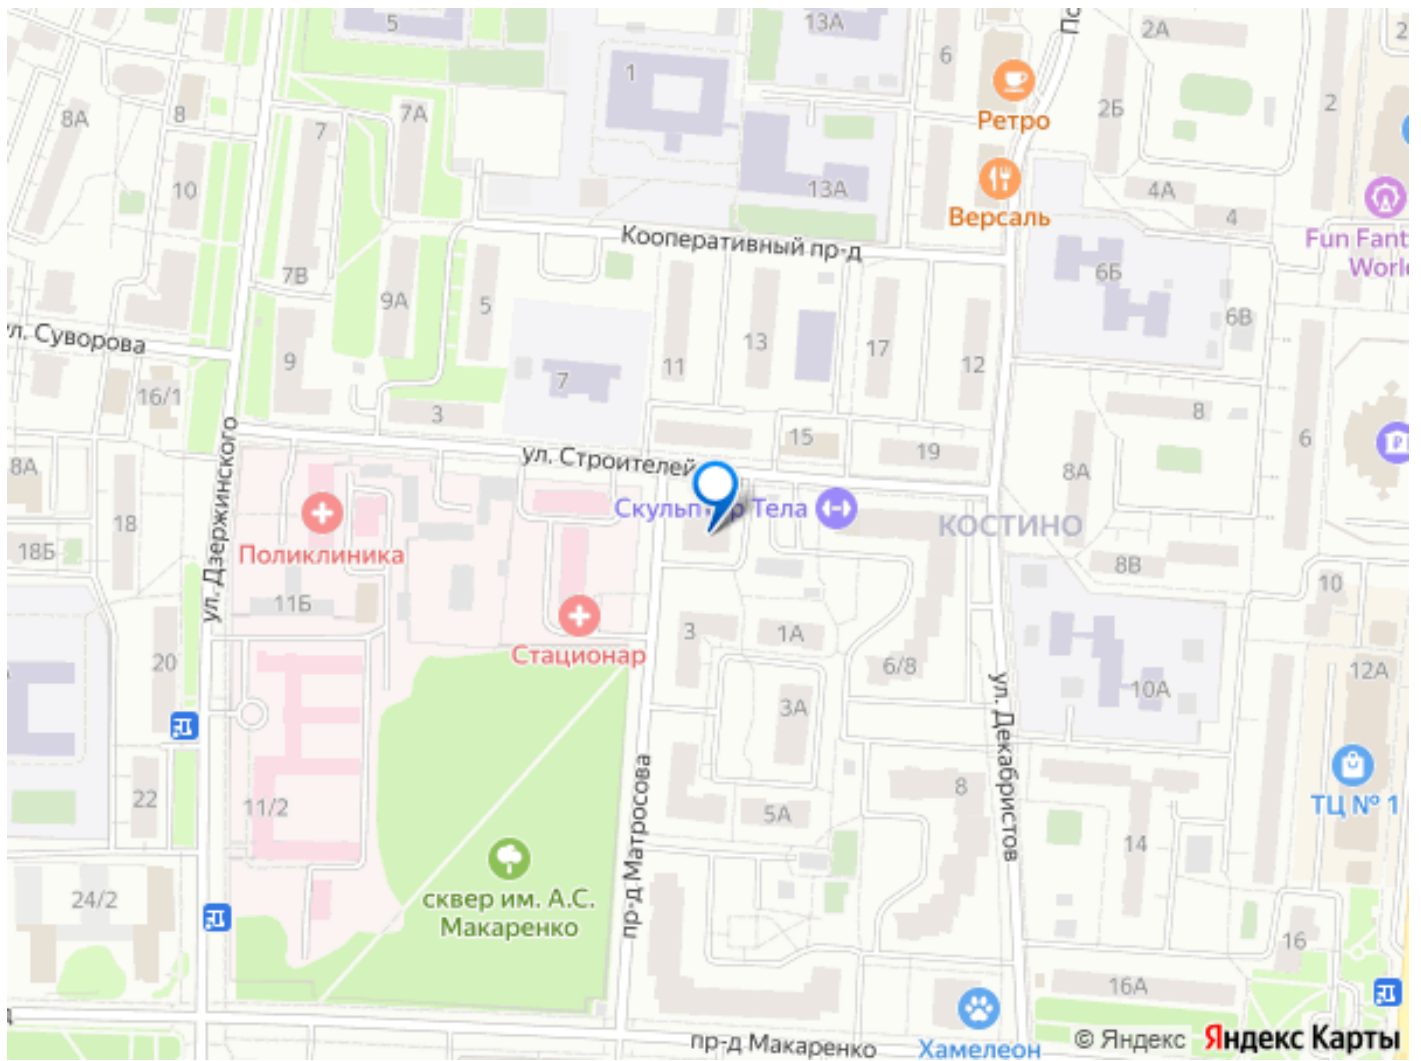 5
13А
2А
2
6
1
8А
8
7
7А
2Б
2
Ретро
10
13А
4А
4
Версаль
Кооперативный пр-д
Fun Fant
World
7В
9А
5
6Б
6В
ул. Суворова
9
11
13
17
12
16/1
3
7
8
6
ул. Дзержинского
15
19
8А
8А
ул. Строителей
18
18Б
Поликлиника
Тела
КОСТИНО
8В
10
11Б
Стационар
3
1А
6/8
20
12А
3А
10А
ул. Декабристов
11/2
22
5А
8
14
ТЦ № 1
пр-д Матросова
24/2
сквер им. А.С.
Макаренко
16
16А
пр-д Макаренко
Хамелеон
© Яндекс Яндекс Карты